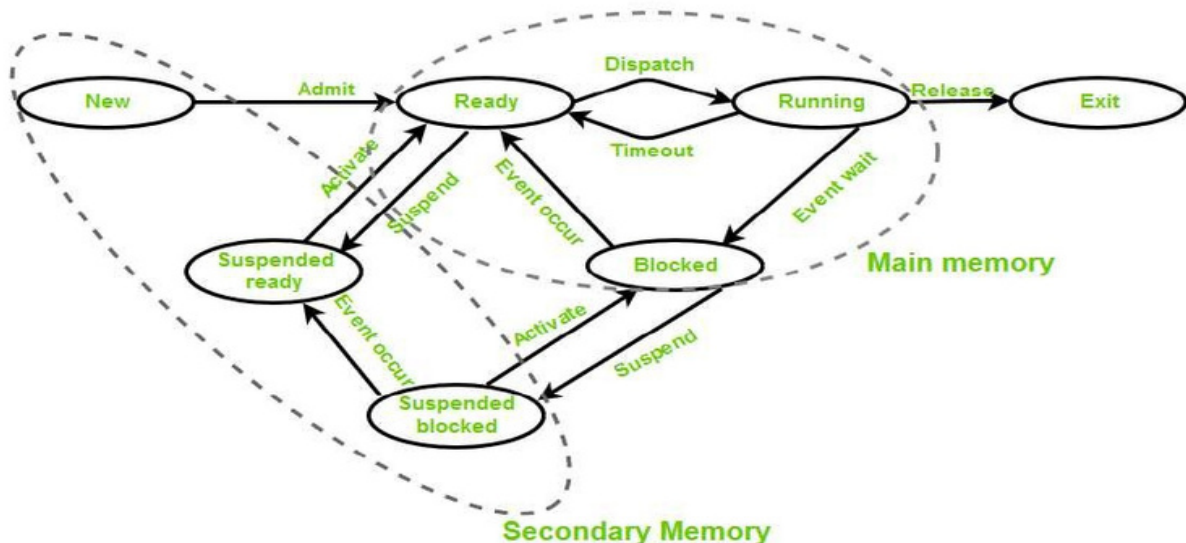 Dispatch
New
Admit
Ready
Running
Release
Exit
Timeout
Activate
Suspend
Event occur
Event wait
Suspended
ready
Blocked
Main memory
Event occur
Activate
Suspend
Suspended
blocked
Secondary Memory